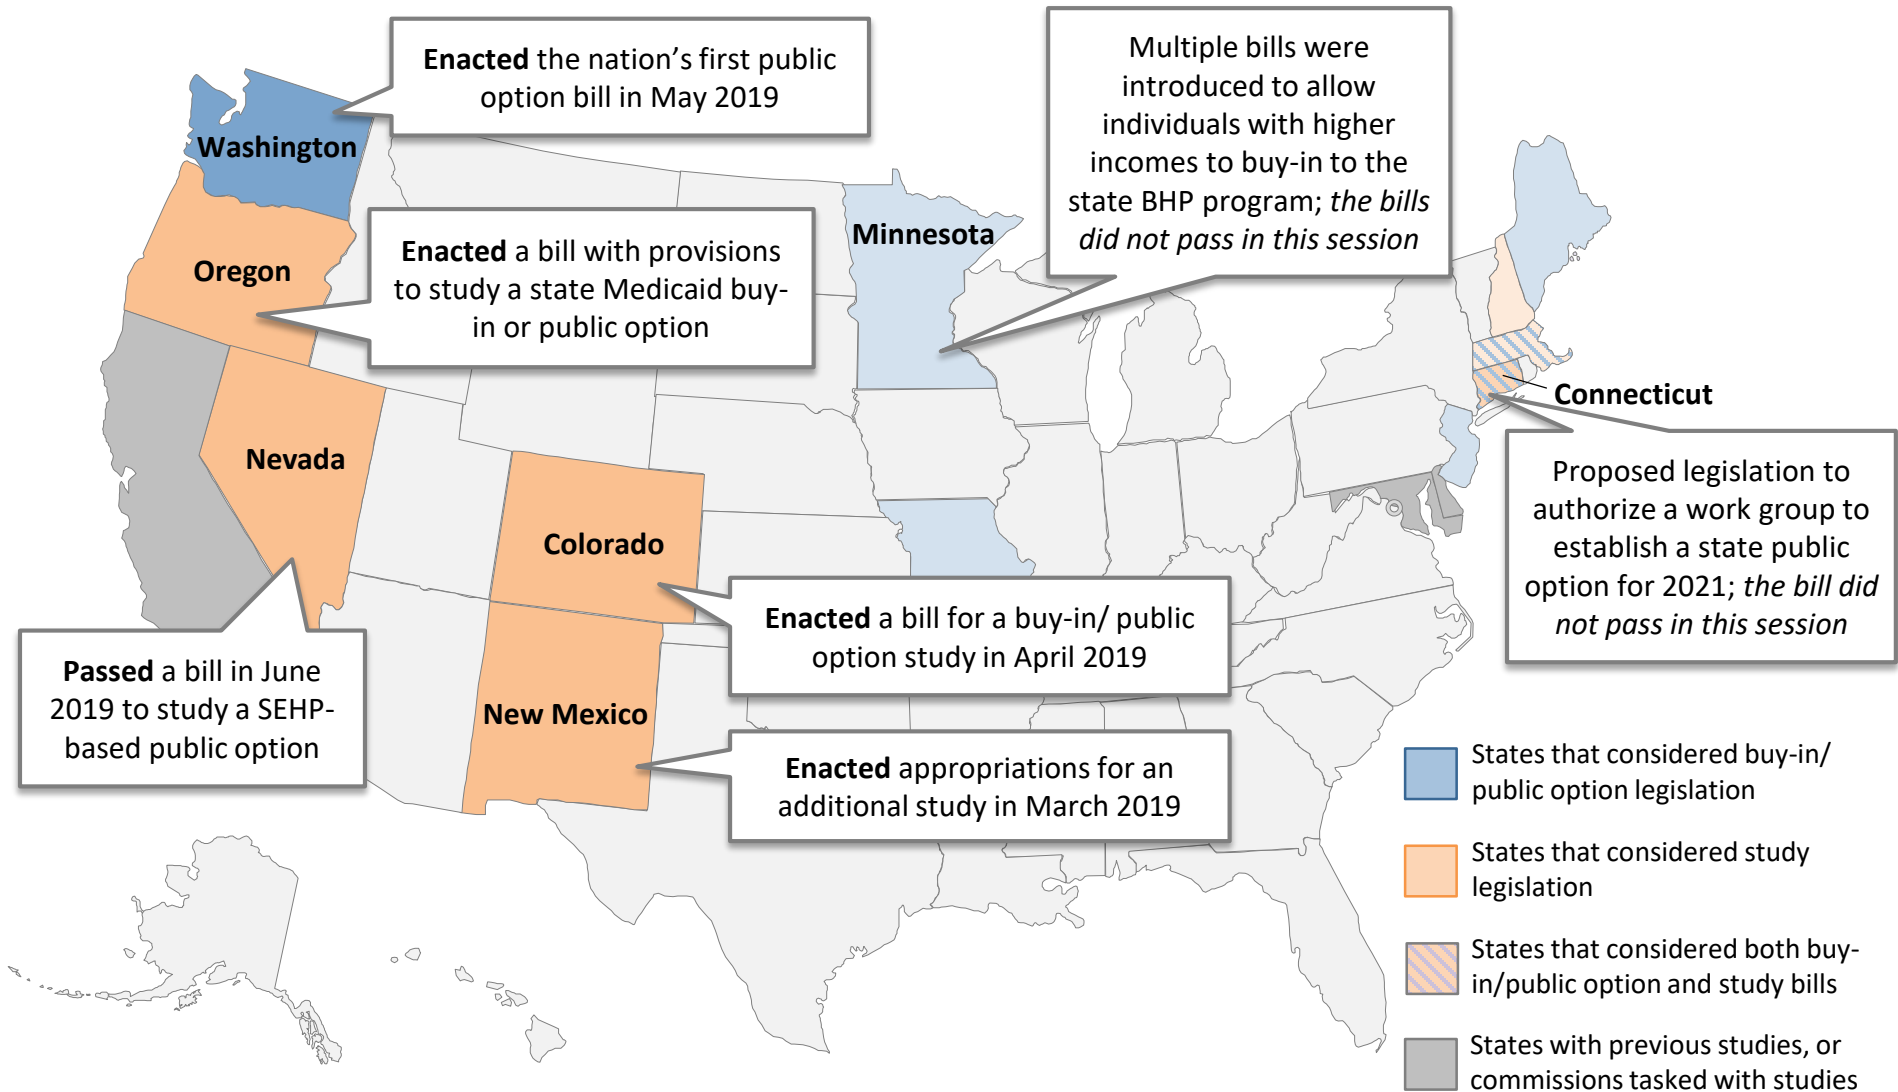 Enacted the nation’s first public
option bill in May 2019
Multiple bills were
introduced to allow
individuals with higher
incomes to buy-in to the
state BHP program; the bills
did not pass in this session
Washington
Minnesota
Oregon
Enacted a bill with provisions
to study a state Medicaid buy-
in or public option
Connecticut
Nevada
Proposed legislation to
authorize a work group to
establish a state public
option for 2021; the bill did
not pass in this session
Colorado
Enacted a bill for a buy-in/ public
option study in April 2019
Passed a bill in June
2019 to study a SEHP-
based public option
New Mexico
Enacted appropriations for an
additional study in March 2019
States that considered buy-in/
public option legislation
States that considered study
legislation
States that considered both buy-
in/public option and study bills
States with previous studies, or
commissions tasked with studies